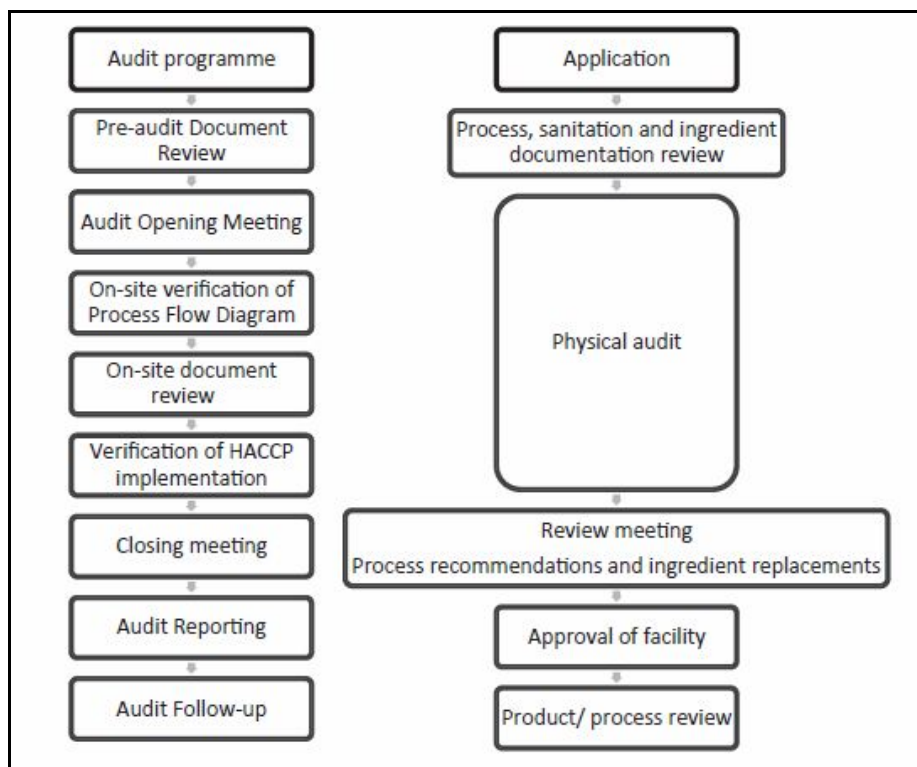 Audit programme
Pre-audit Document
Review
Audit Opening Meeting
On-site verification of
Process Flow Diagram
On-site document
review
Verification of HACCP
implementation
Closing meeting
Audit Reporting
Audit Follow-up
Application
Process, sanitation and ingredient
documentation review
Physical audit
Review meeting
Process recommendations and ingredient replacements
Approval of facility
Product/ process review